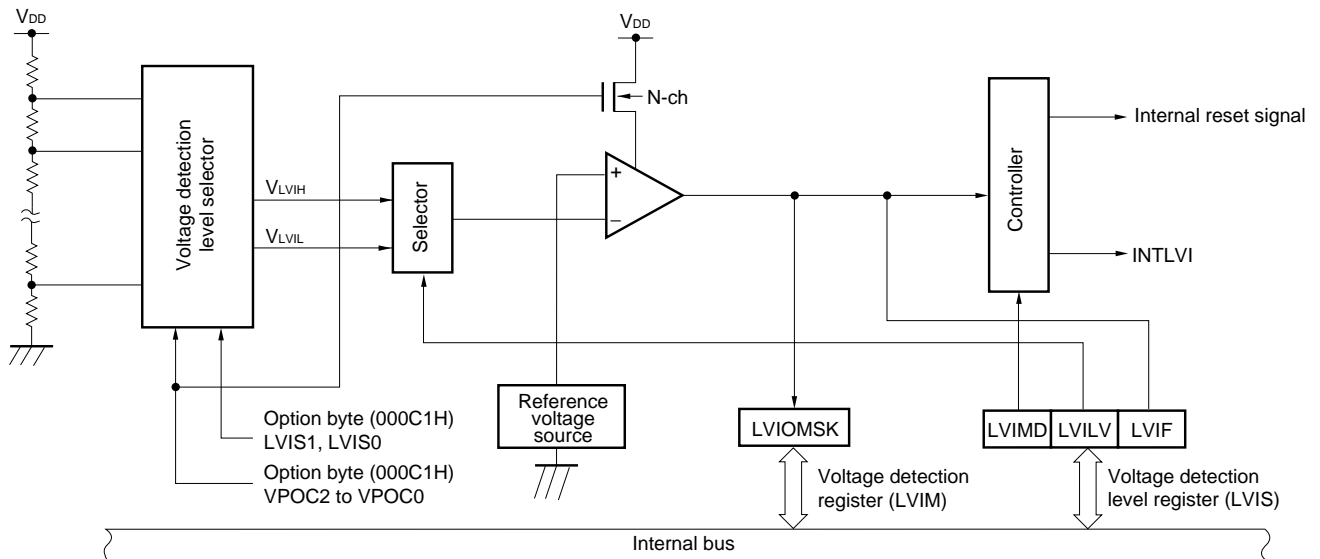 VDD
VDD
N-ch
Voltage detection
level selector
VLVIH
VLVIL
Selector
+
−
Controller
Internal reset signal
INTLVI
Reference
voltage
source
Option byte (000C1H)
LVIS1, LVIS0
Option byte (000C1H)
VPOC2 to VPOC0
LVIOMSK
LVIMD
LVILV
LVIF
Voltage detection
register (LVIM)
Voltage detection
level register (LVIS)
Internal bus